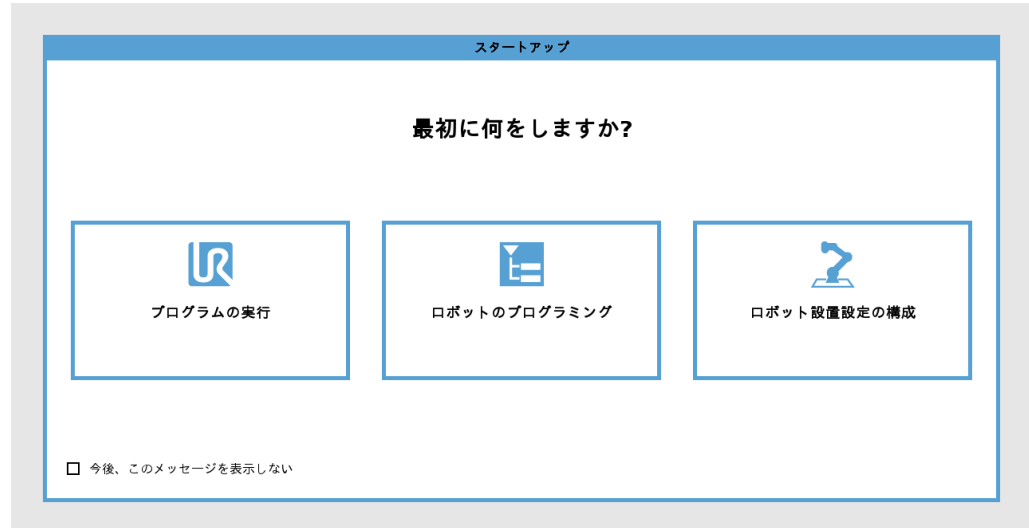 スタートアップ
最初に何をしますか?
UR
プログラムの実行
ロボットのプログラミング
ロボット設置設定の構成
今後、このメッセージを表示しない